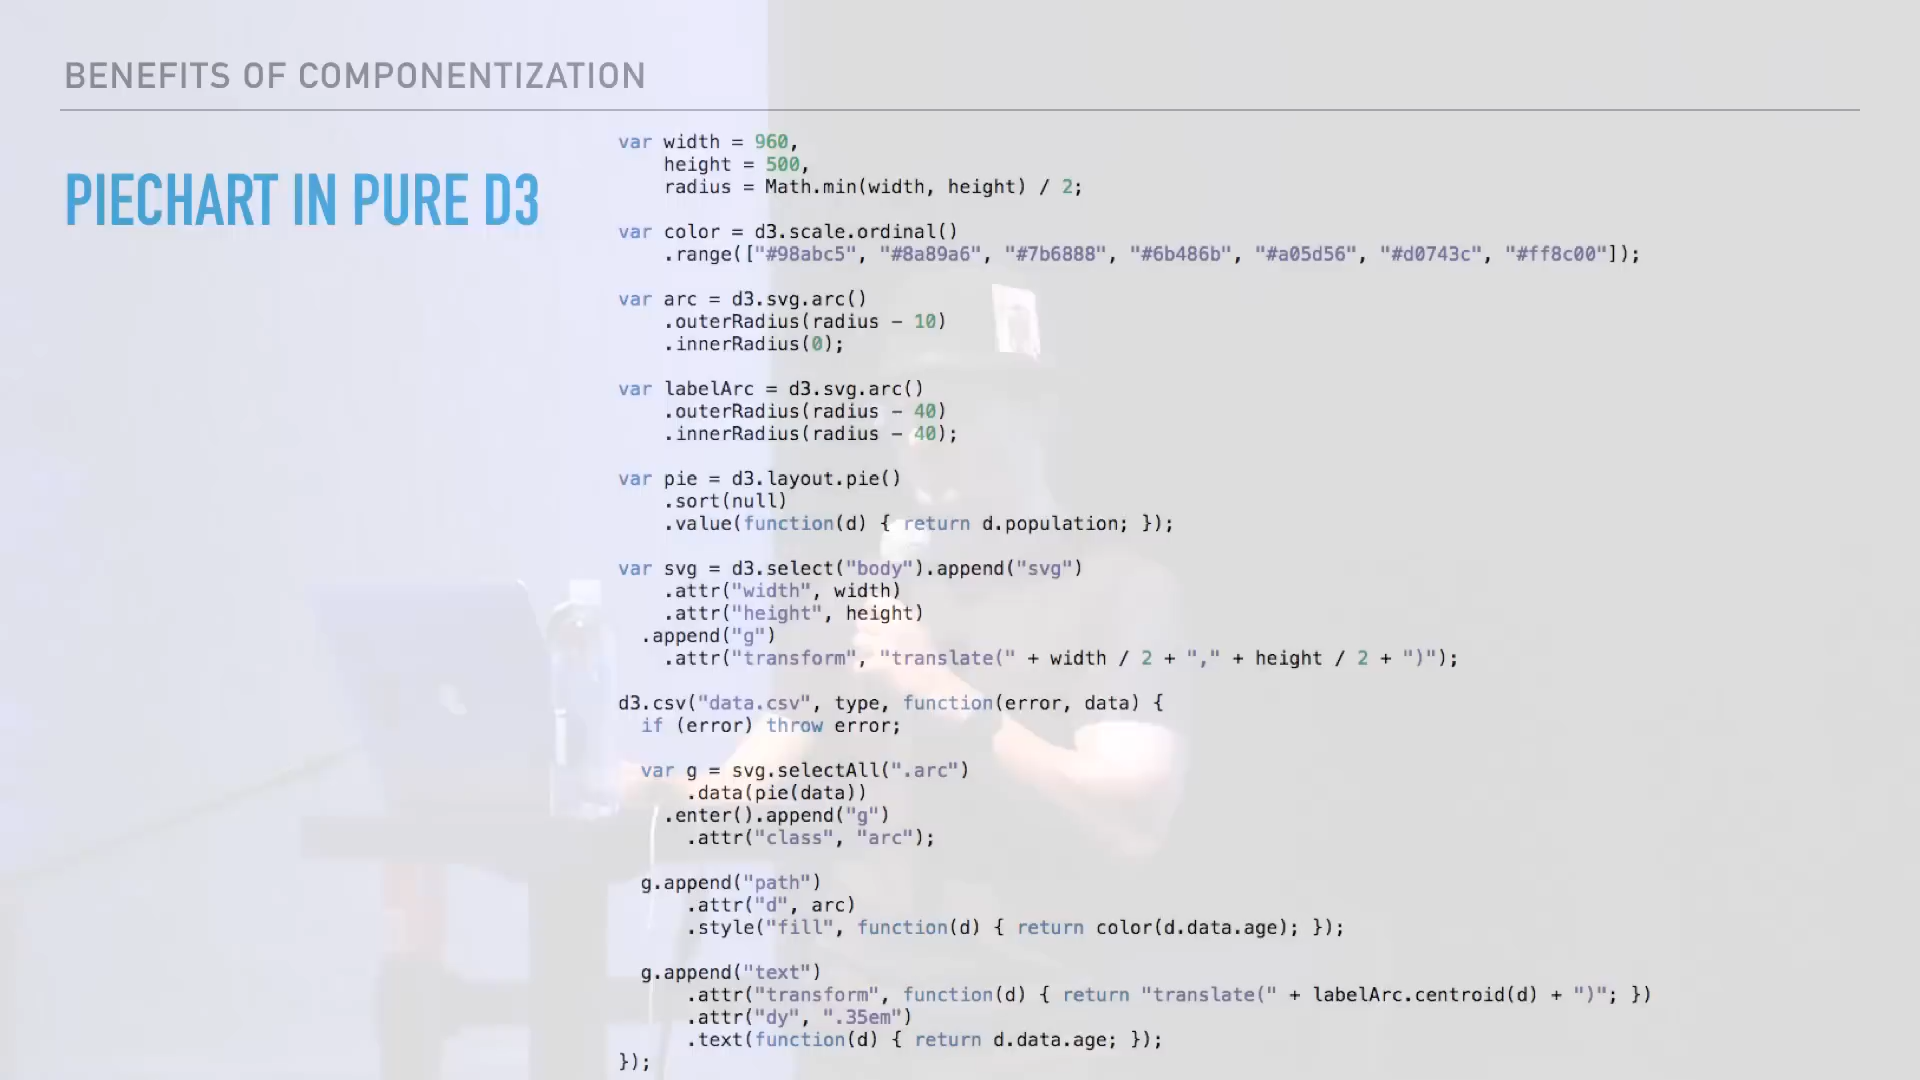 BENEFITS OF COMPONENTIZATION
PIECHART IN PURE D3
var width = 960,
    height = 500,
    radius = Math.min(width, height) / 2;

var color = d3.scale.ordinal()
    .range(["#98abc5", "#8a89a6", "#7b6888", "#6b486b", "#a05d56", "#d0743c", "#ff8c00"]);

var arc = d3.svg.arc()
    .outerRadius(radius - 10)
    .innerRadius(0);

var labelArc = d3.svg.arc()
    .outerRadius(radius - 40)
    .innerRadius(radius - 40);

var pie = d3.layout.pie()
    .sort(null)
    .value(function(d) { return d.population; });

var svg = d3.select("body").append("svg")
    .attr("width", width)
    .attr("height", height)
  .append("g")
    .attr("transform", "translate(" + width / 2 + "," + height / 2 + ")");

d3.csv("data.csv", type, function(error, data) {
  if (error) throw error;

  var g = svg.selectAll(".arc")
      .data(pie(data))
    .enter().append("g")
      .attr("class", "arc");

  g.append("path")
      .attr("d", arc)
      .style("fill", function(d) { return color(d.data.age); });

  g.append("text")
      .attr("transform", function(d) { return "translate(" + labelArc.centroid(d) + ")"; })
      .attr("dy", ".35em")
      .text(function(d) { return d.data.age; });
});